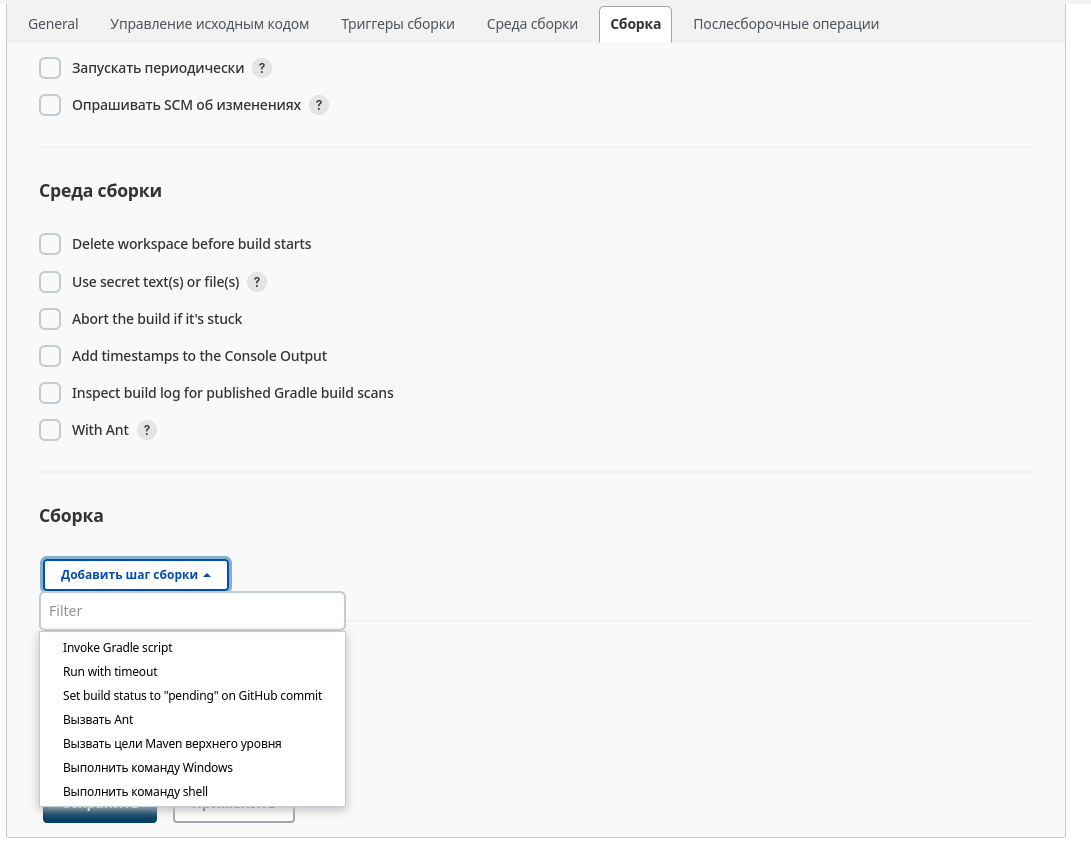 General Управление исходным кодом Триггеры сборки Среда сборки Сборка Послесборочные операции
Запускать периодически ?
Опрашивать SCM об изменениях ?
Среда сборки
Delete workspace before build starts
Use secret text(s) or file(s) ?
Abort the build if it's stuck
Add timestamps to the Console Output
Inspect build log for published Gradle build scans
With Ant ?
Сборка
Добавить шаг сборки
Filter
Invoke Gradle script
Run with timeout
Set build status to "pending" on GitHub commit
Вызвать Ant
Вызвать цели Maven верхнего уровня
Выполнить команду Windows
Выполнить команду shell